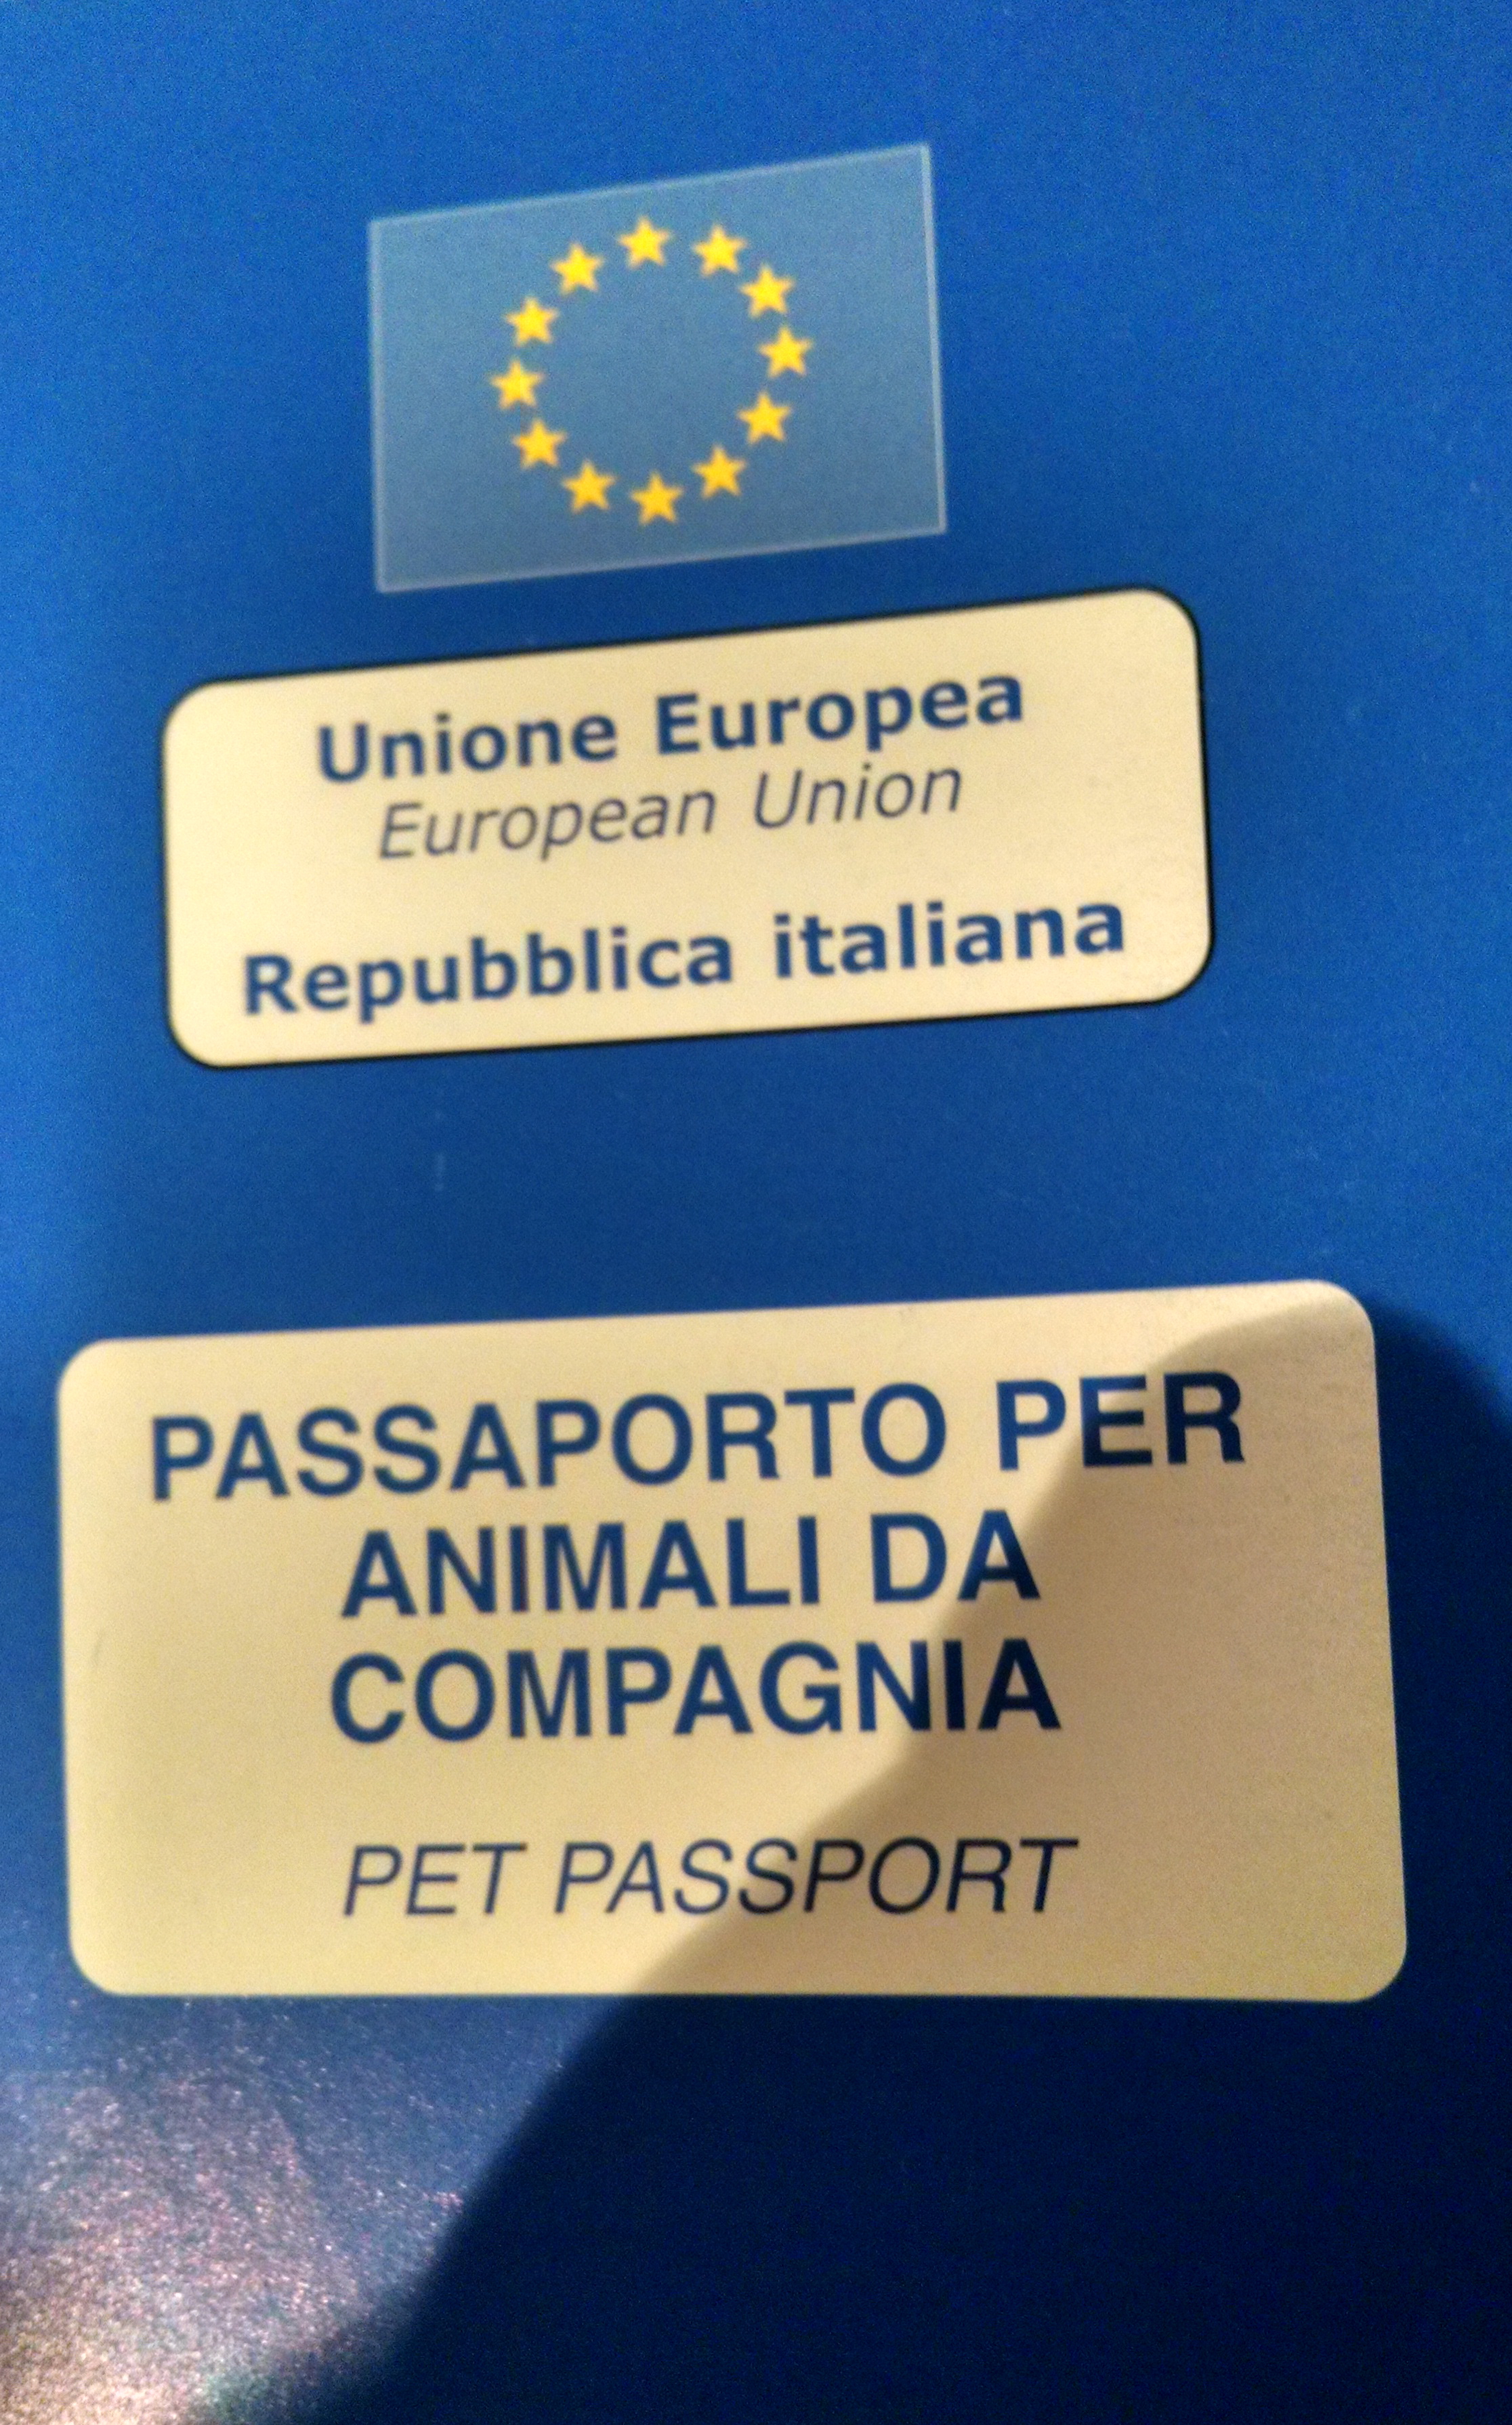 Unione Europea
European Union
Repubblica italiana
PASSAPORTO PER
ANIMALI DA
COMPAGNIA
PET PASSPORT